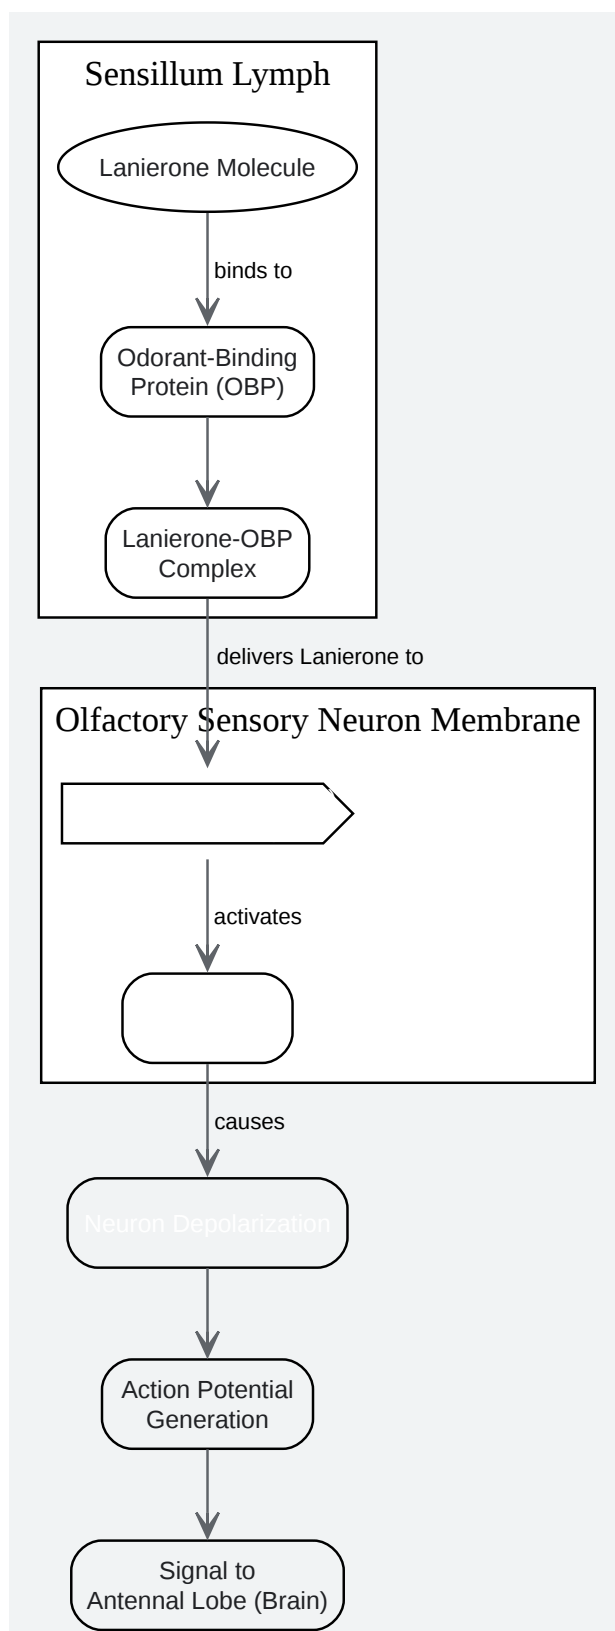 Sensillum Lymph
Lanierone Molecule
binds to
Odorant-Binding
Protein (OBP)
Lanierone-OBP
Complex
delivers Lanierone to
Olfactory Sensory Neuron Membrane
activates
causes
Neuron Depolarization
Action Potential
Generation
Signal to
Antennal Lobe (Brain)